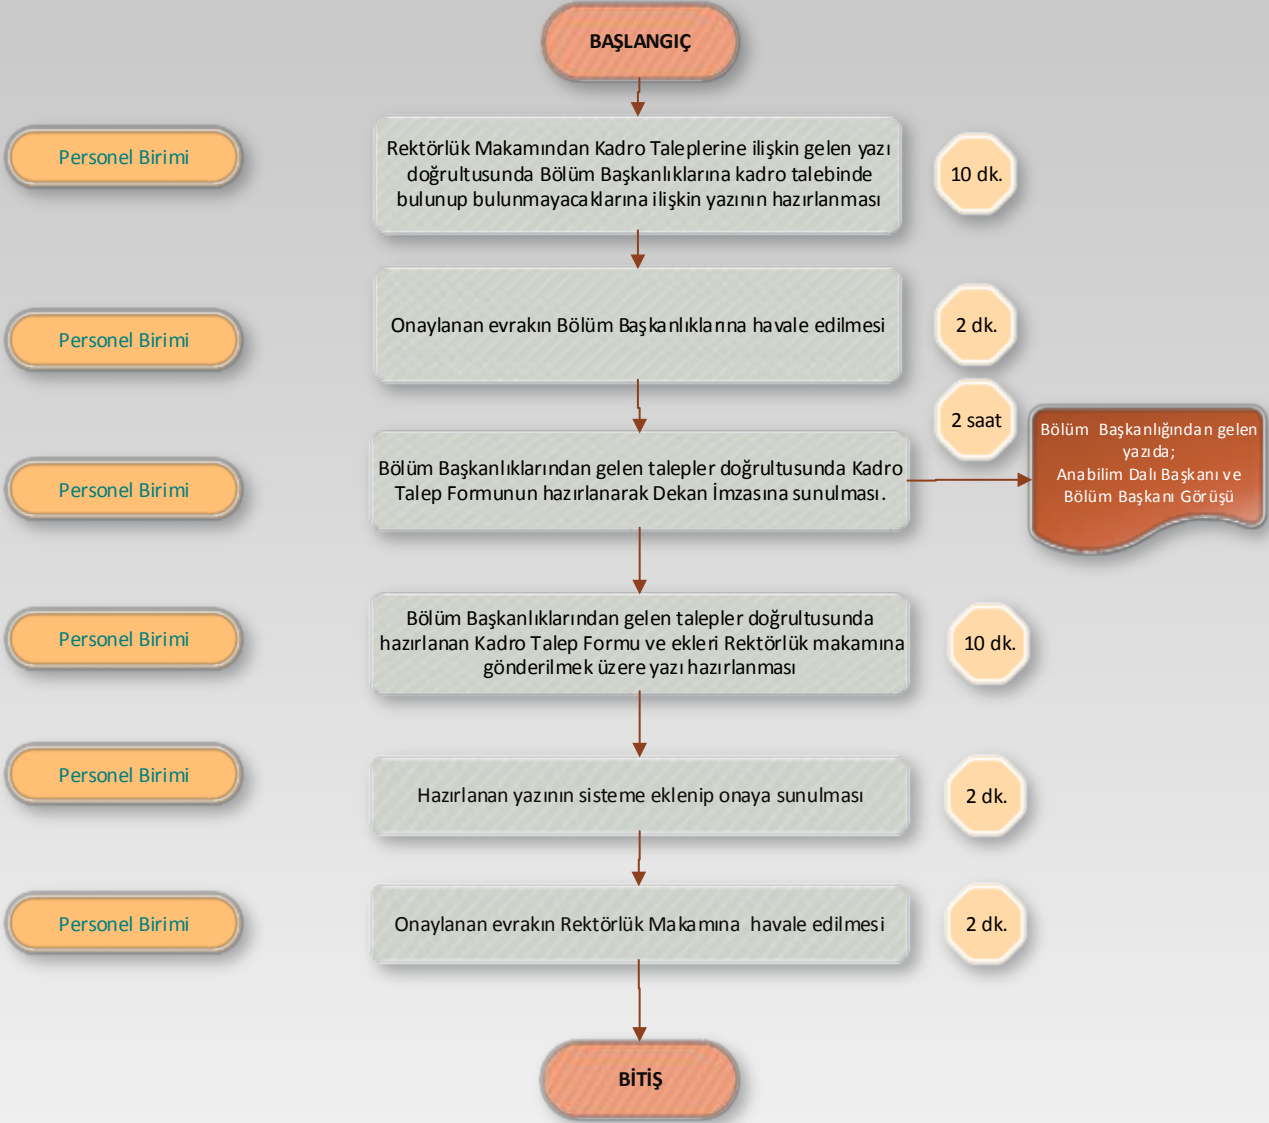 BAŞLANGIÇ
Personel Birimi
Rektörlük Makamından Kadro Taleplerine ilişkin gelen yazı
doğrultusunda Bölüm Başkanlıklarına kadro talebinde
bulunup bulunmayacaklarına ilişkin yazının hazırlanması
10 dk.
Personel Birimi
Onaylanan evrakın Bölüm Başkanlıklarına havale edilmesi
2 dk.
Personel Birimi
Bölüm Başkanlıklarından gelen talepler doğrultusunda Kadro
Talep Formunun hazırlanarak Dekan İmzasına sunulması.
2 saat
Bölüm Başkanlığından gelen
yazıda;
Anabilim Dalı Başkanı ve
Bölüm Başkanı Görüşü
Personel Birimi
Bölüm Başkanlıklarından gelen talepler doğrultusunda
hazırlanan Kadro Talep Formu ve ekleri Rektörlük makamına
gönderilmek üzere yazı hazırlanması
10 dk.
Personel Birimi
Hazırlanan yazının sisteme eklenip onaya sunulması
2 dk.
Personel Birimi
Onaylanan evrakın Rektörlük Makamına havale edilmesi
2 dk.
BİTİŞ